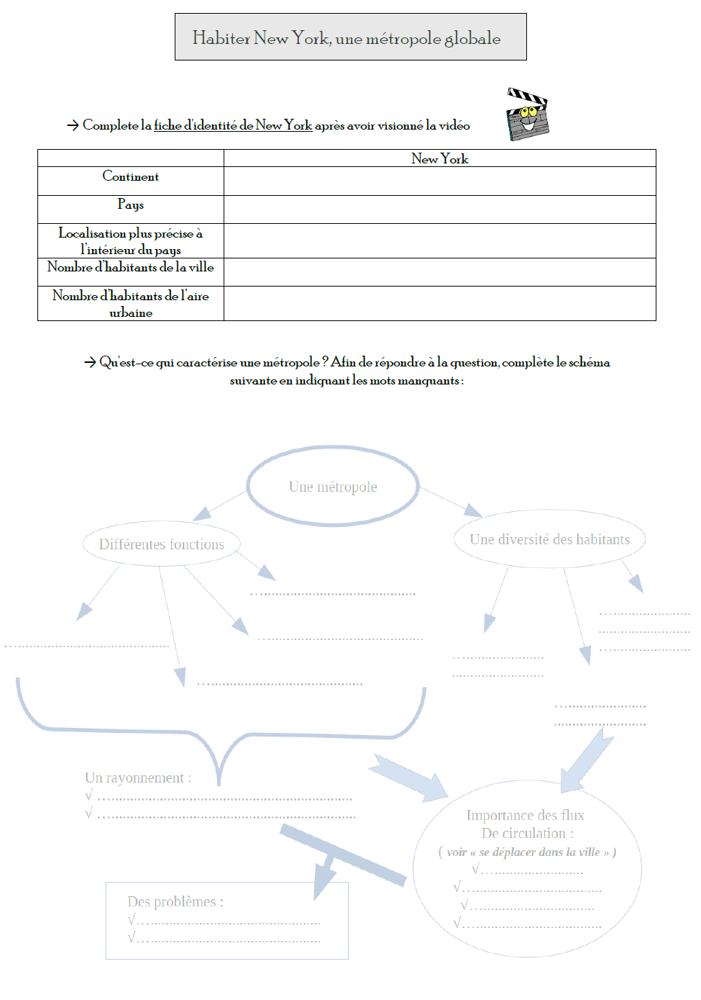 Habiter New York, une métropole globale
→ Complete la fiche d'identité de New York après avoir visionné la vidéo
New York
Continent
Pays
Localisation plus précise à
l'intérieur du pays
Nombre d'habitants de la ville
Nombre d'habitants de l'aire
urbaine
→ Qu'est-ce qui caractérise une métropole ? Afin de répondre à la question, complète le schéma
suivante en indiquant les mots manquants :
Une métropole
Différentes fonctions
Une diversité des habitants
….......................................
….....................
.........................
….....................
….......................................
….......................................
….....................
.........................
….......................................
….....................
.........................
Un rayonnement :
√ ….................................................................
√ ….................................................................
Importance des flux
De circulation :
( voir « se déplacer dans la ville » )
√….......................
√…..................................
√…..............................
√…..................................
Des problèmes :
√…..............................................
√…..............................................